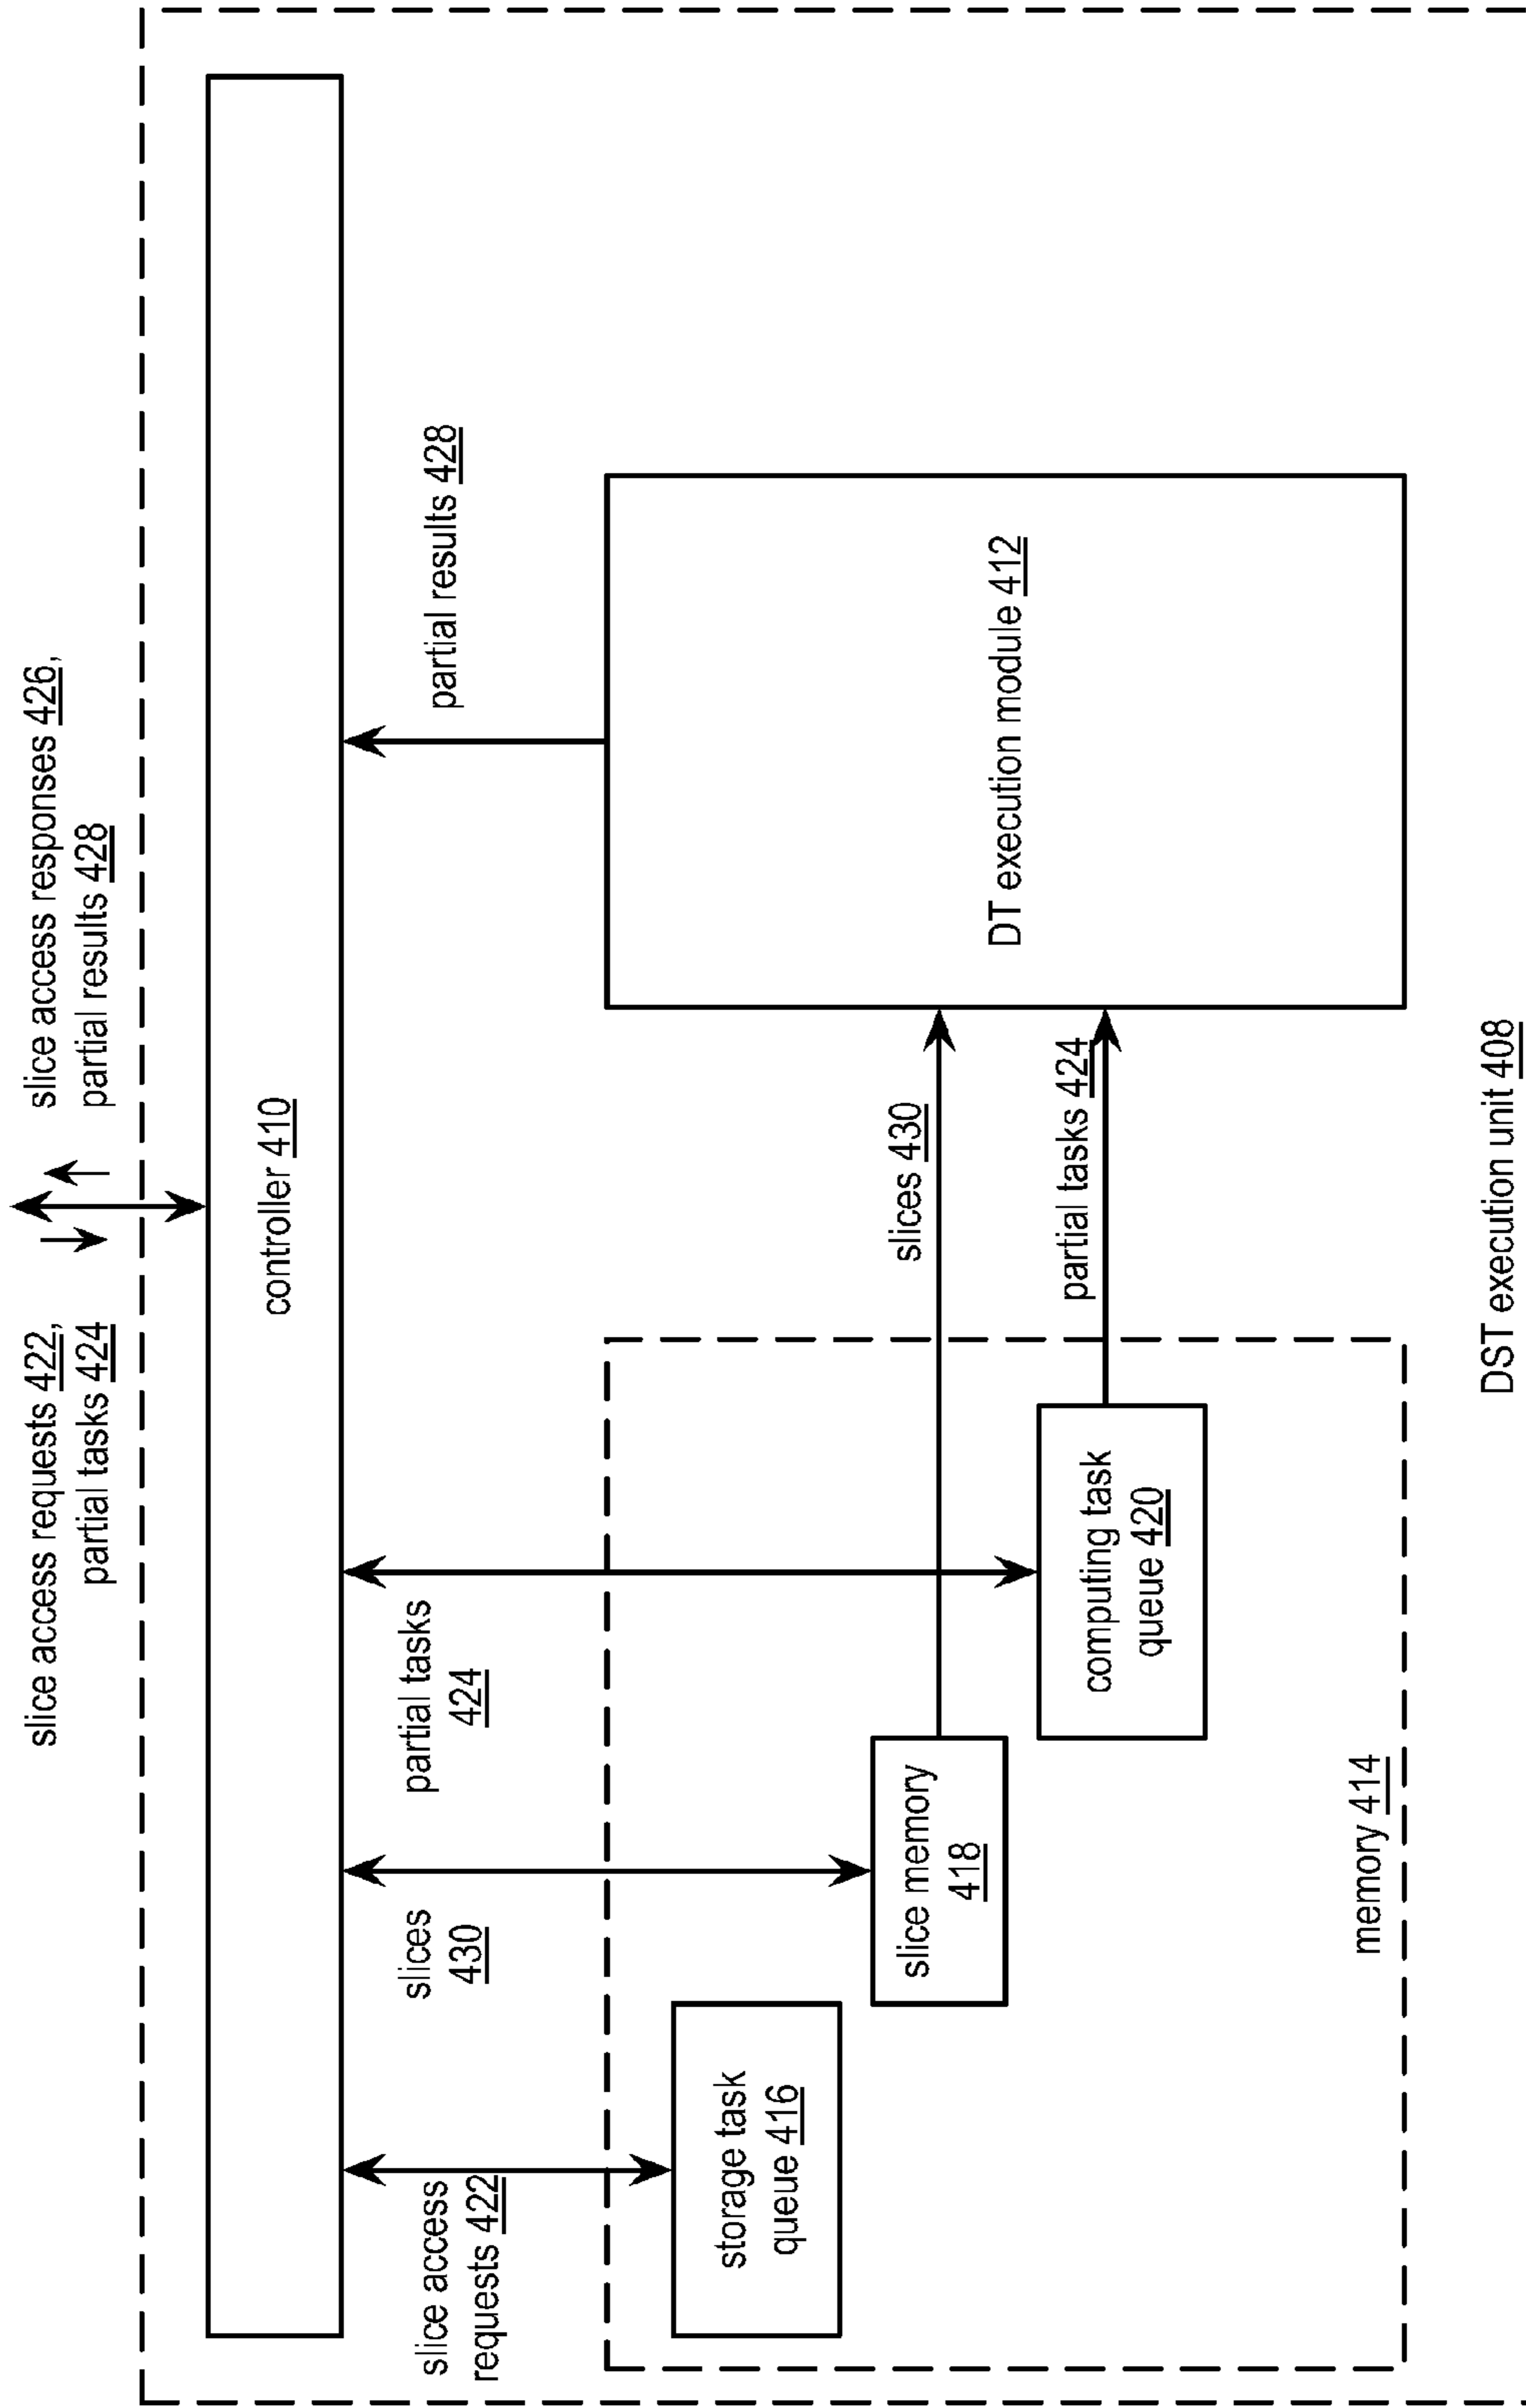 slice access requests 422,
partial tasks 424
slice access responses 426,
partial results 428
controller 410
slice access
requests 422
slices
430
partial tasks
424
partial results 428
storage task
queue 416
slice memory
418
computing task
queue 420
slices 430
partial tasks 424
DT execution module 412
memory 414
DST execution unit 408